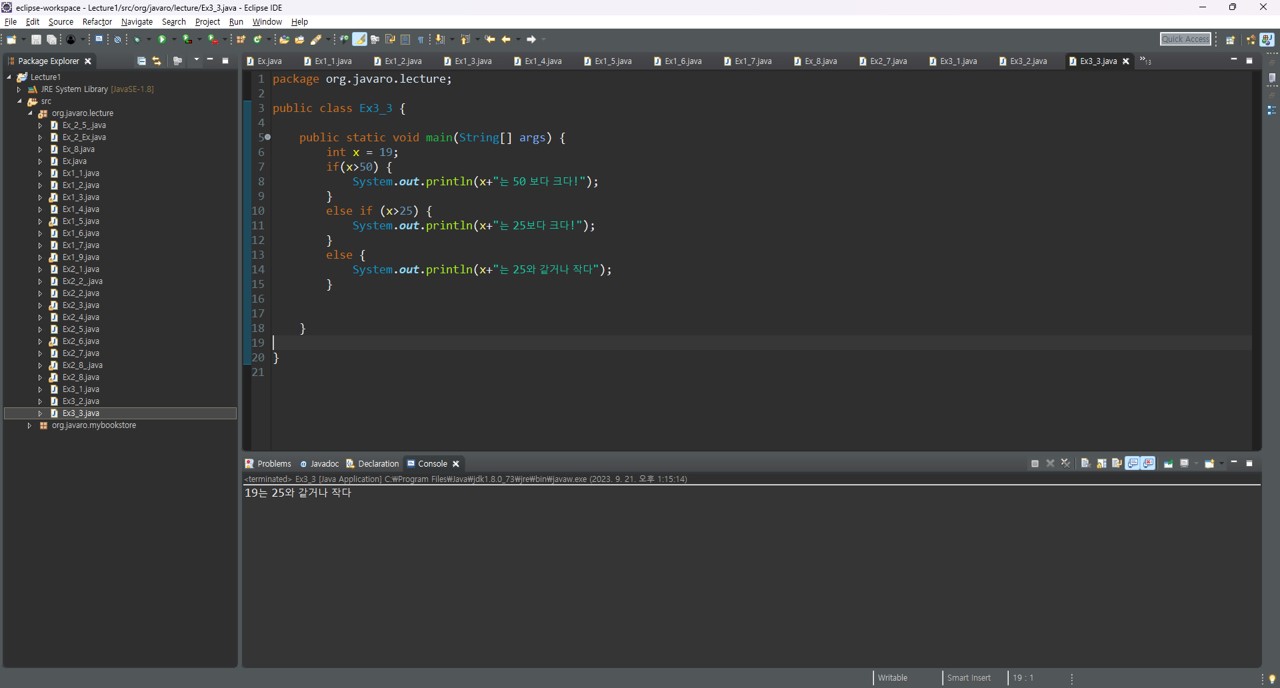 eclipse-workspace - Lecture1/src/org/javaro/lecture/Ex3_3.java - Eclipse IDE
File Edit Source Refactor Navigate Search Project Run Window Help
Quick Access
Package Explorer
Ex.java Ex1_1.java Ex1_2.java Ex1_3.java Ex1_4.java Ex1_5.java Ex1_6.java Ex1_7.java Ex_8.java Ex2_7.java Ex3_1.java Ex3_2.java Ex3_3.java »13
Lecture1
JRE System Library [JavaSE-1.8]
src
org.javaro.lecture
Ex_2_5_.java
Ex_2_Ex.java
Ex_8.java
Ex.java
Ex1_1.java
Ex1_2.java
Ex1_3.java
Ex1_4.java
Ex1_5.java
Ex1_6.java
Ex1_7.java
Ex1_9.java
Ex2_1.java
Ex2_2_.java
Ex2_2.java
Ex2_3.java
Ex2_4.java
Ex2_5.java
Ex2_6.java
Ex2_7.java
Ex2_8_.java
Ex2_8.java
Ex3_1.java
Ex3_2.java
Ex3_3.java
org.javaro.mybookstore
1 package org.javaro.lecture;
2
3 public class Ex3_3 {
4
5 public static void main(String[] args) {
6 int x = 19;
7 if(x>50) {
8 System.out.println(x+"는 50 보다 크다!");
9 }
10 else if (x>25) {
11 System.out.println(x+"는 25보다 크다!");
12 }
13 else {
14 System.out.println(x+"는 25와 같거나 작다");
15 }
16
17
18 }
19
20 }
21
Problems Javadoc Declaration Console
<terminated> Ex3_3 [Java Application] C:₩Program Files₩Java₩jdk1.8.0_73₩jre₩bin₩javaw.exe (2023. 9. 21. 오후 1:15:14)
19는 25와 같거나 작다
Writable Smart Insert 19 : 1